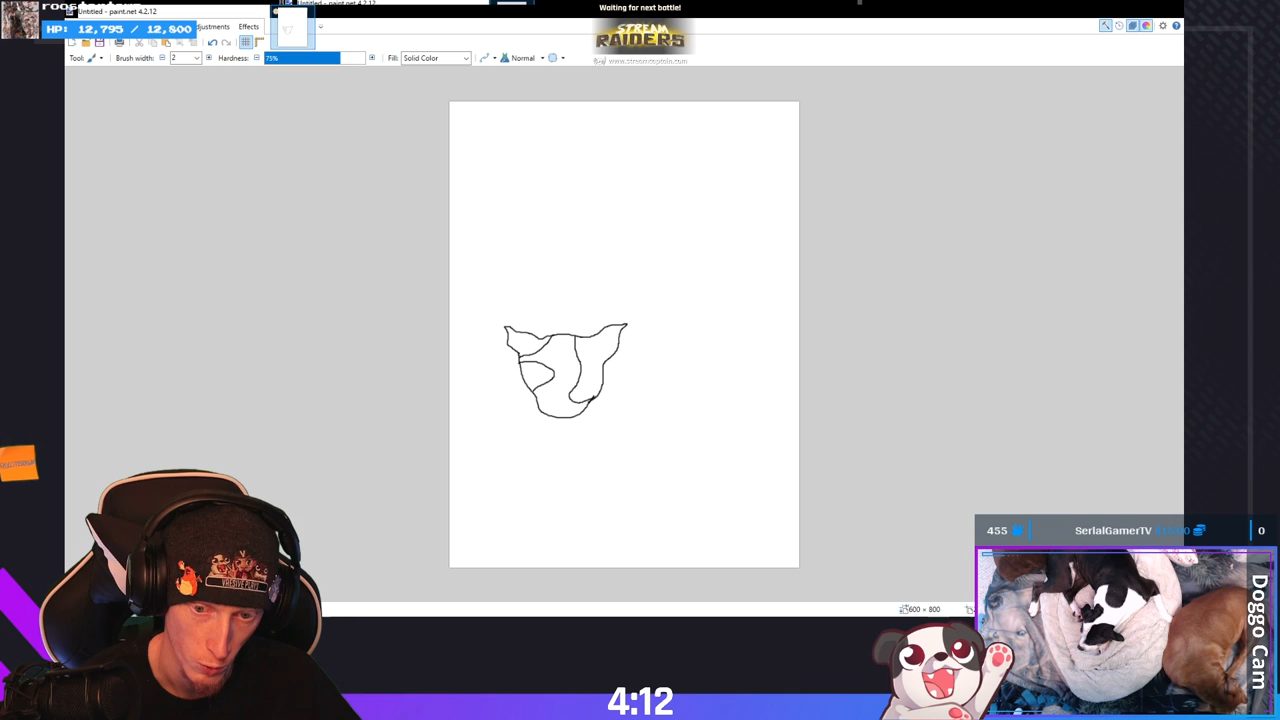 Waiting for next battle!
HP: 12,795 / 12,800
Untitled - paint.net 4.2.12
djustments Effects
STREAM
RAIDERS
www.streamcaptain.com
Tool: Brush width: 2 Hardness: 75% Fill: Solid Color Normal
600 × 800
455 SerialGamerTV 0
Doggo Cam
4:12